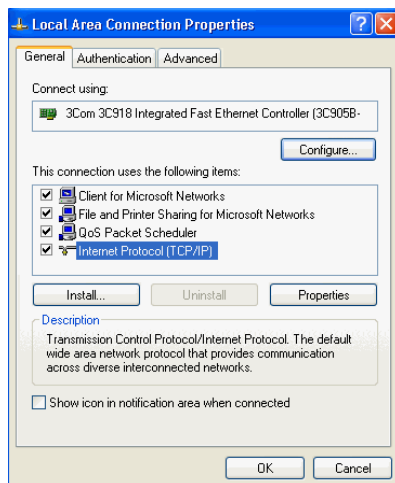 Local Area Connection Properties
General Authentication Advanced
Connect using:
3Com 3C918 Integrated Fast Ethernet Controller (3C905B-
Configure...
This connection uses the following items:
Client for Microsoft Networks
File and Printer Sharing for Microsoft Networks
QoS Packet Scheduler
Internet Protocol (TCP/IP)
Install... Uninstall Properties
Description
Transmission Control Protocol/Internet Protocol. The default
wide area network protocol that provides communication
across diverse interconnected networks.
Show icon in notification area when connected
OK Cancel